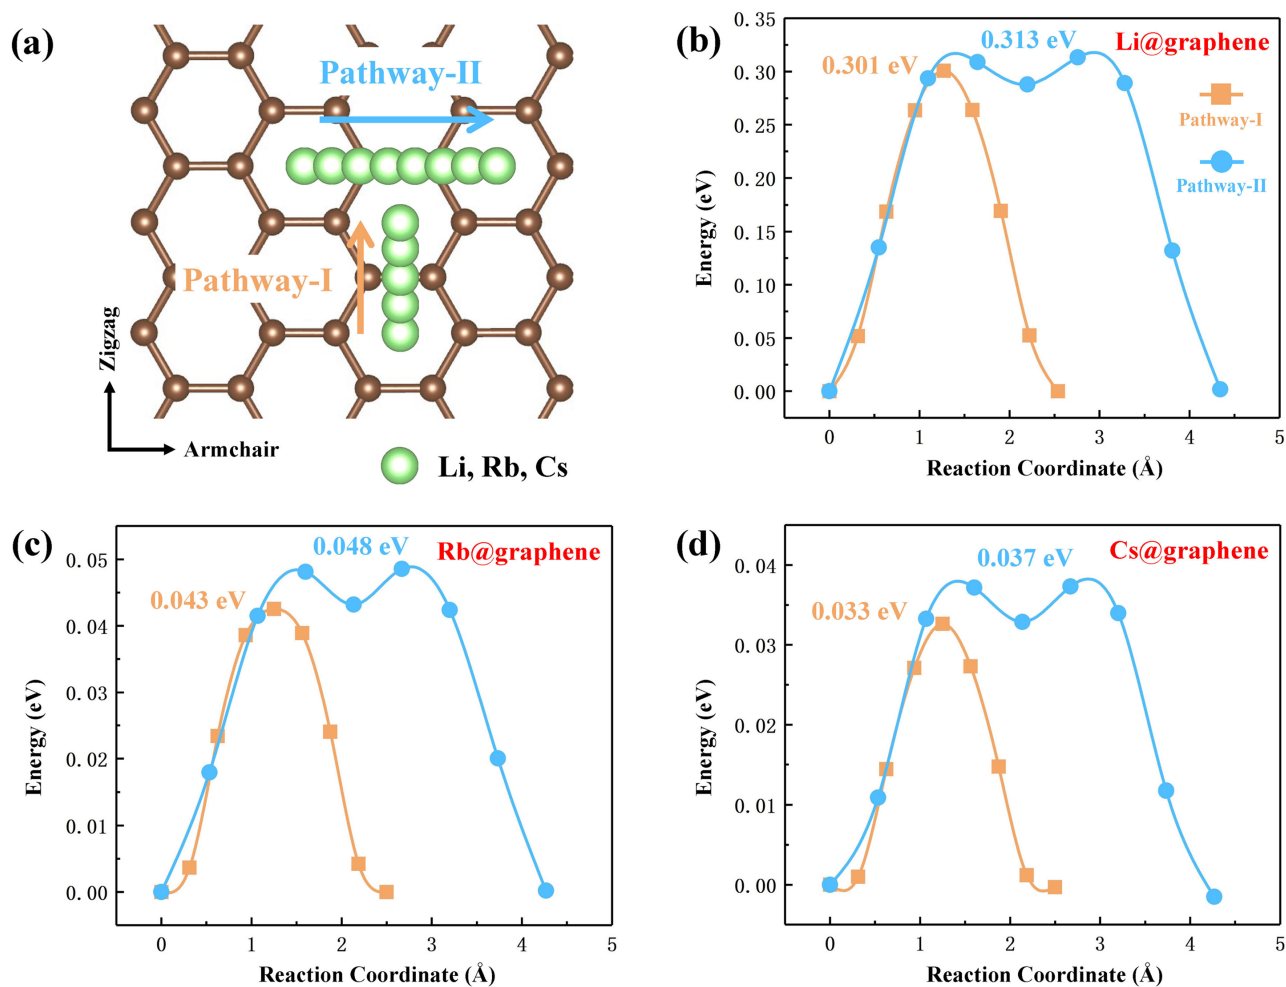 (a)
Pathway-II
Pathway-I
Zigzag
Armchair
Li, Rb, Cs
(b)
0.301 eV
0.313 eV
Li@graphene
Pathway-I
Pathway-II
0.35
0.30
0.25
0.20
0.15
0.10
0.05
0.00
Energy (eV)
0 1 2 3 4 5
Reaction Coordinate (Å)
(c)
0.043 eV
0.048 eV
Rb@graphene
0.05
0.04
0.03
0.02
0.01
0.00
Energy (eV)
0 1 2 3 4 5
Reaction Coordinate (Å)
(d)
0.033 eV
0.037 eV
Cs@graphene
0.04
0.03
0.02
0.01
0.00
Energy (eV)
0 1 2 3 4 5
Reaction Coordinate (Å)